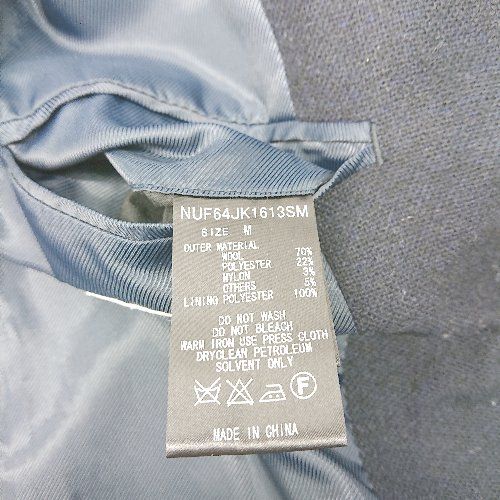 NUF64JK1613SM
SIZE M
OUTER MATERIAL
WOOL 70%
POLYESTER 22%
NYLON 3%
OTHERS 5%
LINING POLYESTER 100%
DO NOT WASH
DO NOT BLEACH
WARM IRON USE PRESS CLOTH
DRYCLEAN PETROLEUM
SOLVENT ONLY
F
MADE IN CHINA